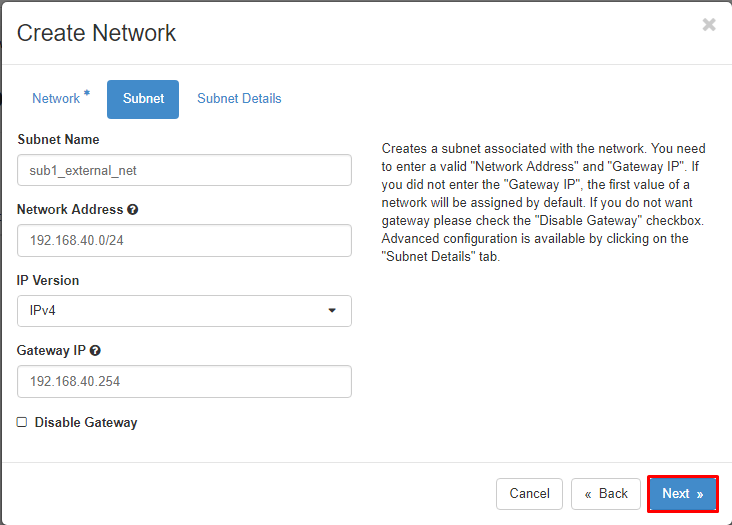 Create Network
×
Network *
Subnet
Subnet Details
Subnet Name
sub1_external_net
Network Address
192.168.40.0/24
IP Version
IPv4
Gateway IP
192.168.40.254
Disable Gateway
Creates a subnet associated with the network. You need
to enter a valid "Network Address" and "Gateway IP". If
you did not enter the "Gateway IP", the first value of a
network will be assigned by default. If you do not want
gateway please check the "Disable Gateway" checkbox.
Advanced configuration is available by clicking on the
"Subnet Details" tab.
Cancel
« Back
Next »